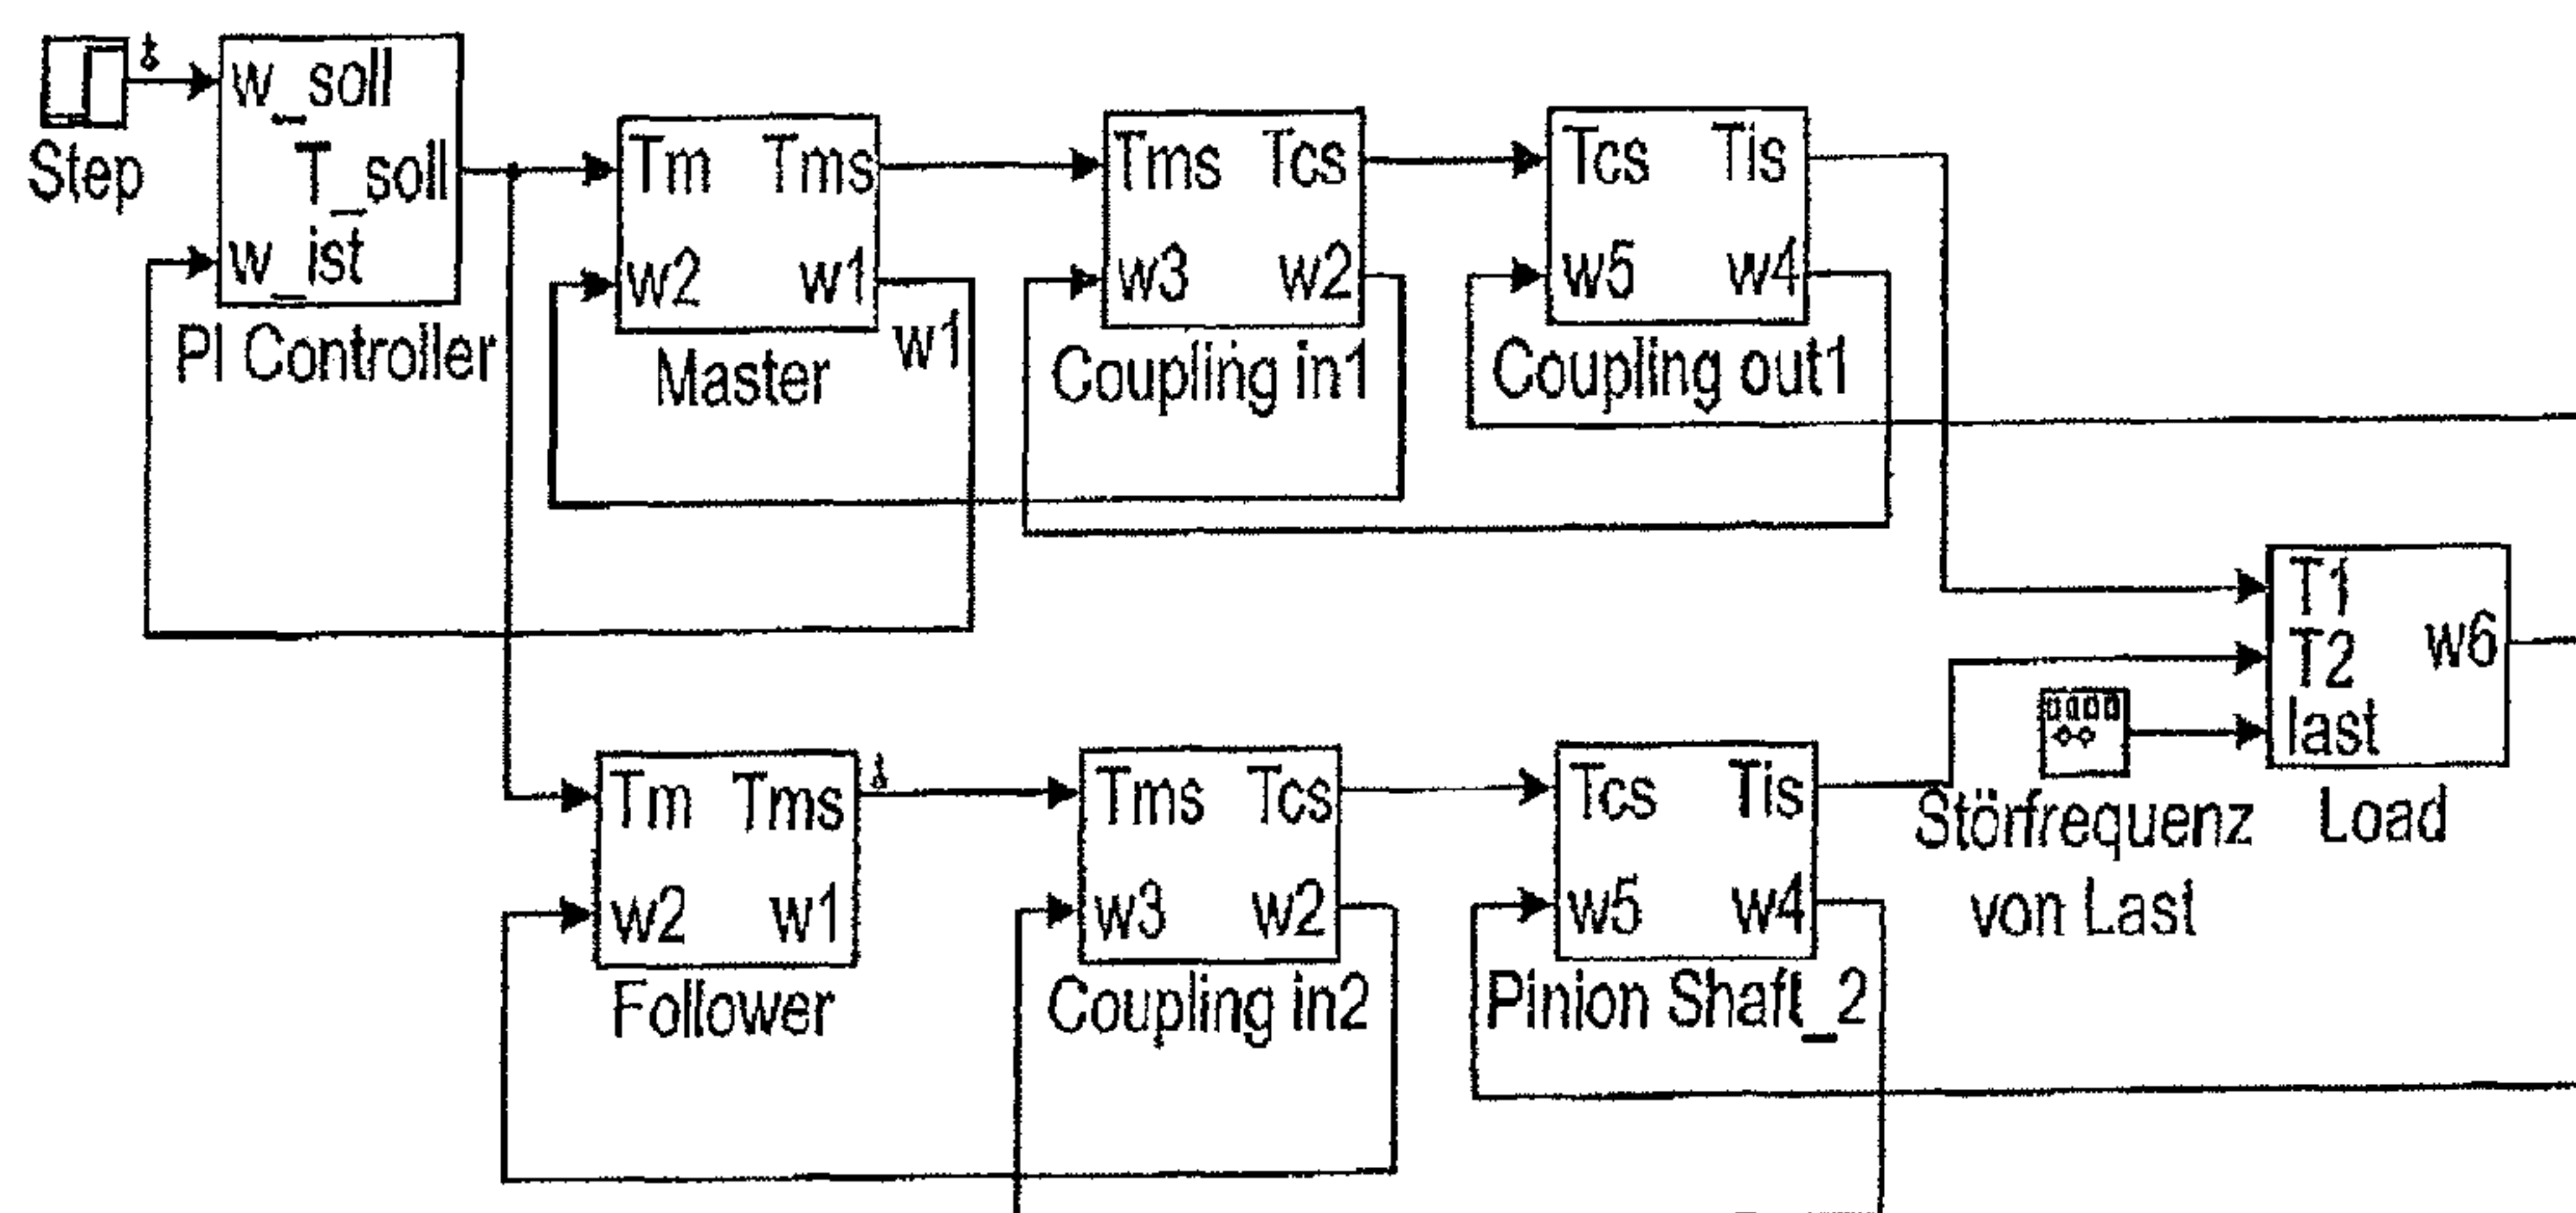 Step
w_soll
T_soll
w_ist
PI Controller
Tm Tms
w2 w1
Master
w1
Tms Tcs
w3 w2
Coupling in1
Tcs Tis
w5 w4
Coupling out1
T1
T2
last
w6
Load
Störfrequenz
von Last
Tm Tms
w2 w1
Follower
Tms Tcs
w3 w2
Coupling in2
Tcs Tis
w5 w4
Pinion Shaft_2